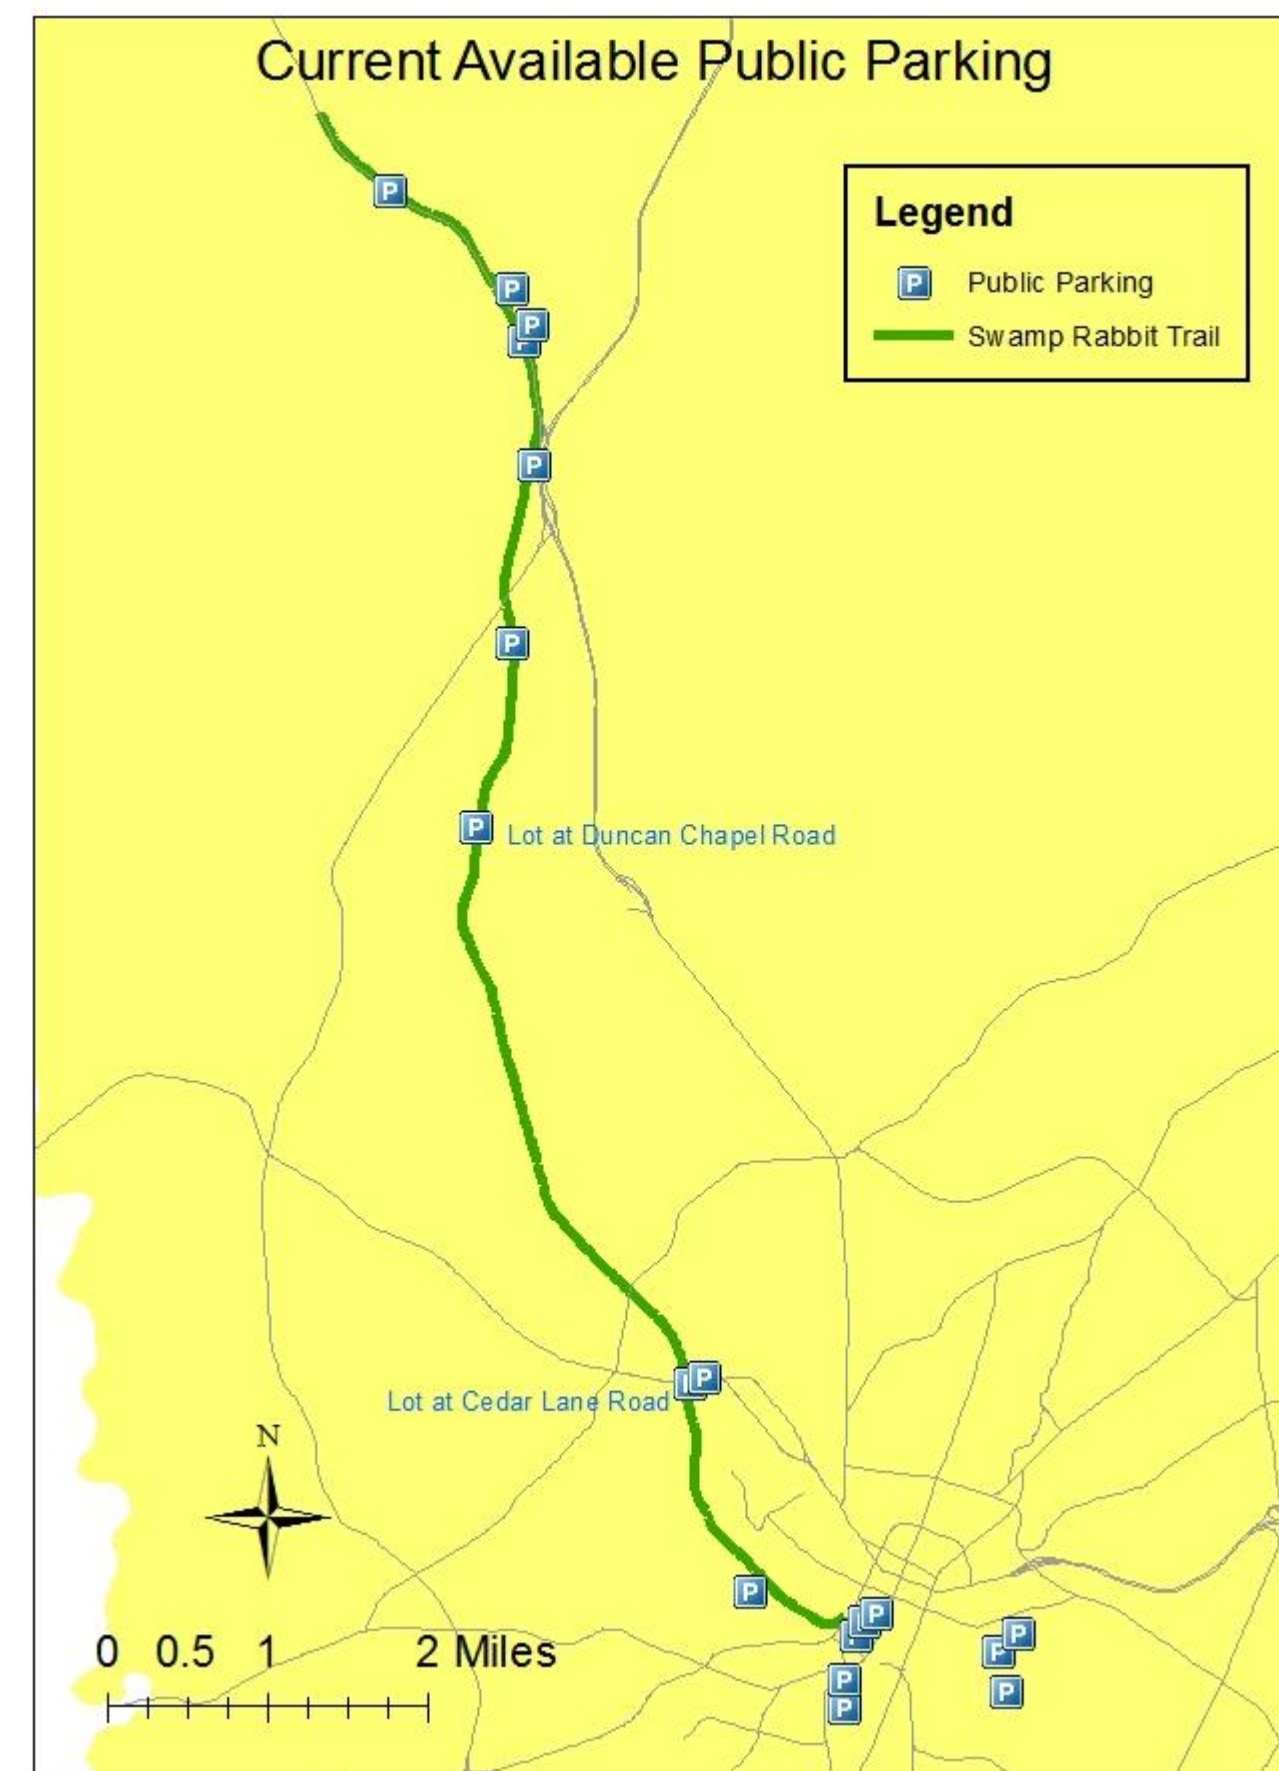 Current Available Public Parking
Legend
P Public Parking
Swamp Rabbit Trail
P
P
P
P
P
P
P Lot at Duncan Chapel Road
P
Lot at Cedar Lane Road
N
P
P
P
P
P
P
P
P
0 0.5 1 2 Miles